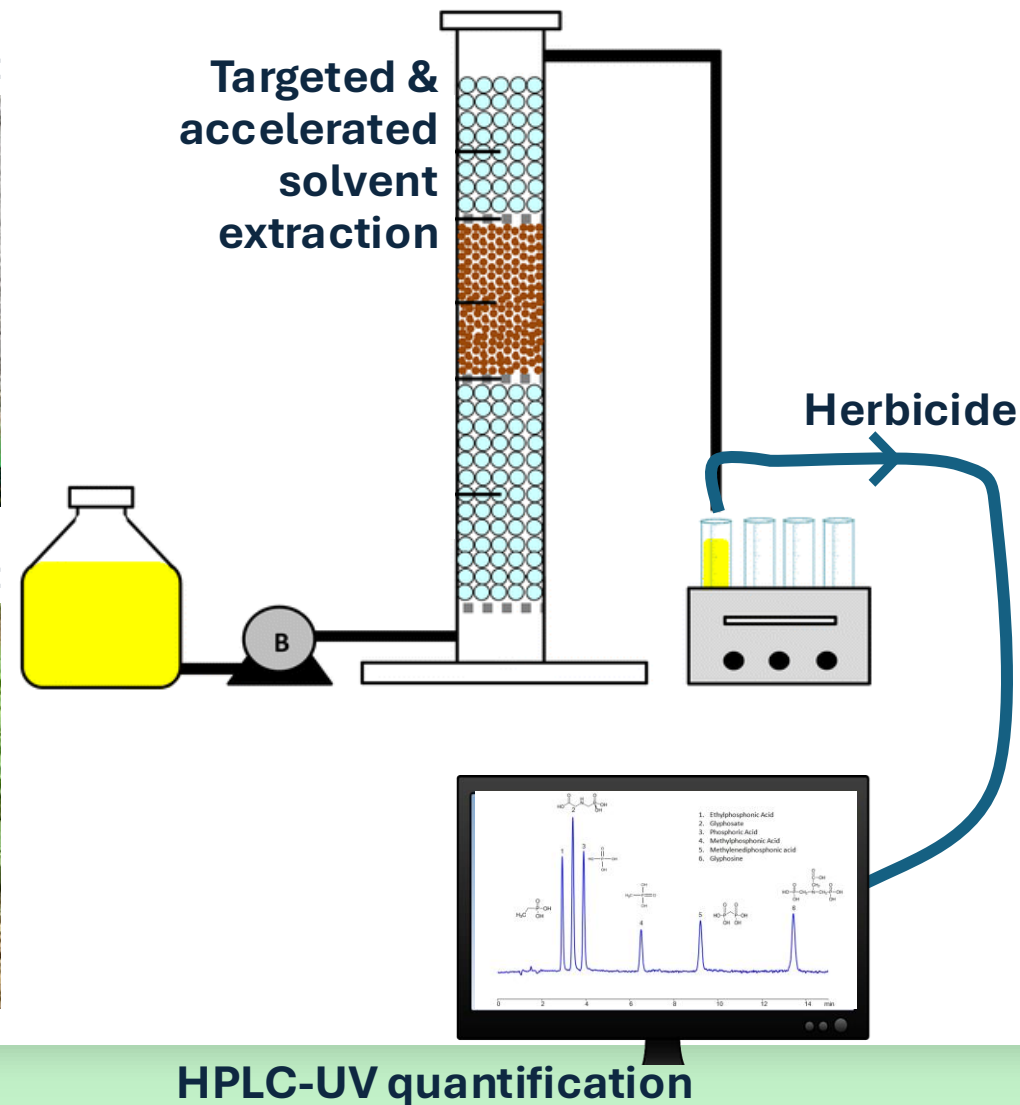 Targeted &
accelerated
solvent
extraction
Herbicide
B
1. Ethylphosphonic Acid
2. Glyphosate
3. Phosphoric Acid
4. Methylphosphonic Acid
5. Methylenediphosphonic acid
6. Glyphosine
1
2
3
4
5
6
0 2 4 6 8 10 12 14 min
HPLC-UV quantification